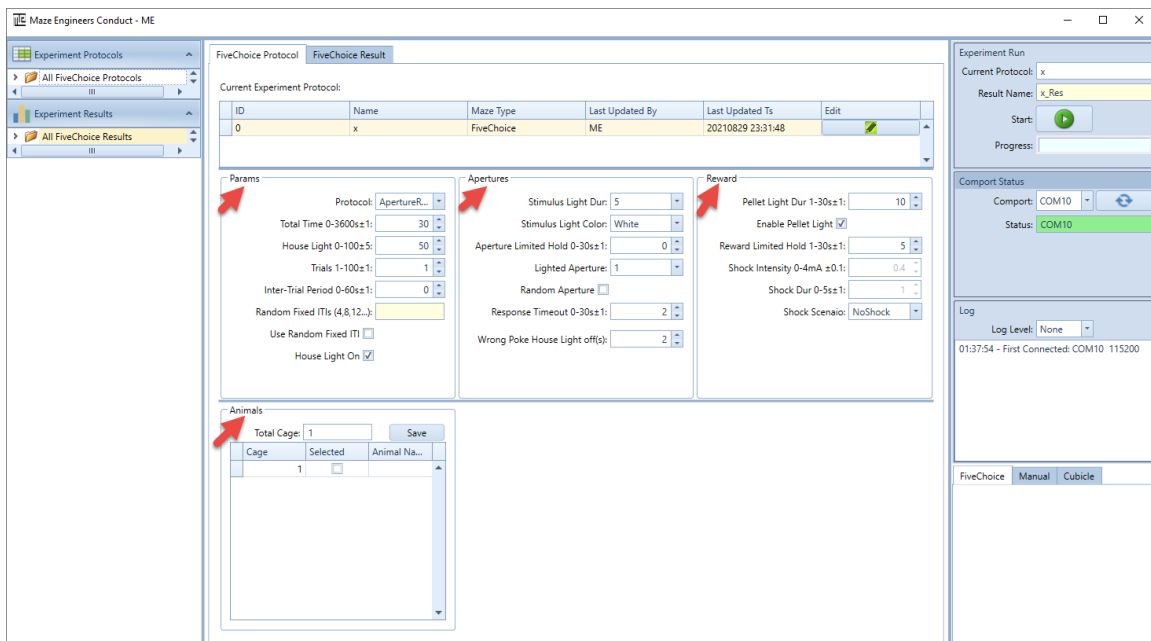 Maze Engineers Conduct - ME
Experiment Protocols
All FiveChoice Protocols
Experiment Results
All FiveChoice Results
FiveChoice Protocol FiveChoice Result
Current Experiment Protocol:
ID Name Maze Type Last Updated By Last Updated Ts Edit
0 x FiveChoice ME 20210829 23:31:48
Params
Protocol: ApertureR...
Total Time 0-3600s±1: 30
House Light 0-100±5: 50
Trials 1-100±1: 1
Inter-Trial Period 0-60s±1: 0
Random Fixed ITIs (4,8,12...):
Use Random Fixed ITI
House Light On
Apertures
Stimulus Light Dur: 5
Stimulus Light Color: White
Aperture Limited Hold 0-30s±1: 0
Lighted Aperture: 1
Random Aperture
Response Timeout 0-30s±1: 2
Wrong Poke House Light off(s): 2
Reward
Pellet Light Dur 1-30s±1: 10
Enable Pellet Light
Reward Limited Hold 1-30s±1: 5
Shock Intensity 0-4mA ±0.1: 0.4
Shock Dur 0-5s±1: 1
Shock Scenaio: NoShock
Animals
Total Cage: 1 Save
Cage Selected Animal Na...
1
Experiment Run
Current Protocol: x
Result Name: x_Res
Start:
Progress:
Comport Status
Comport: COM10
Status: COM10
Log
Log Level: None
01:37:54 - First Connected: COM10 115200
FiveChoice Manual Cubicle